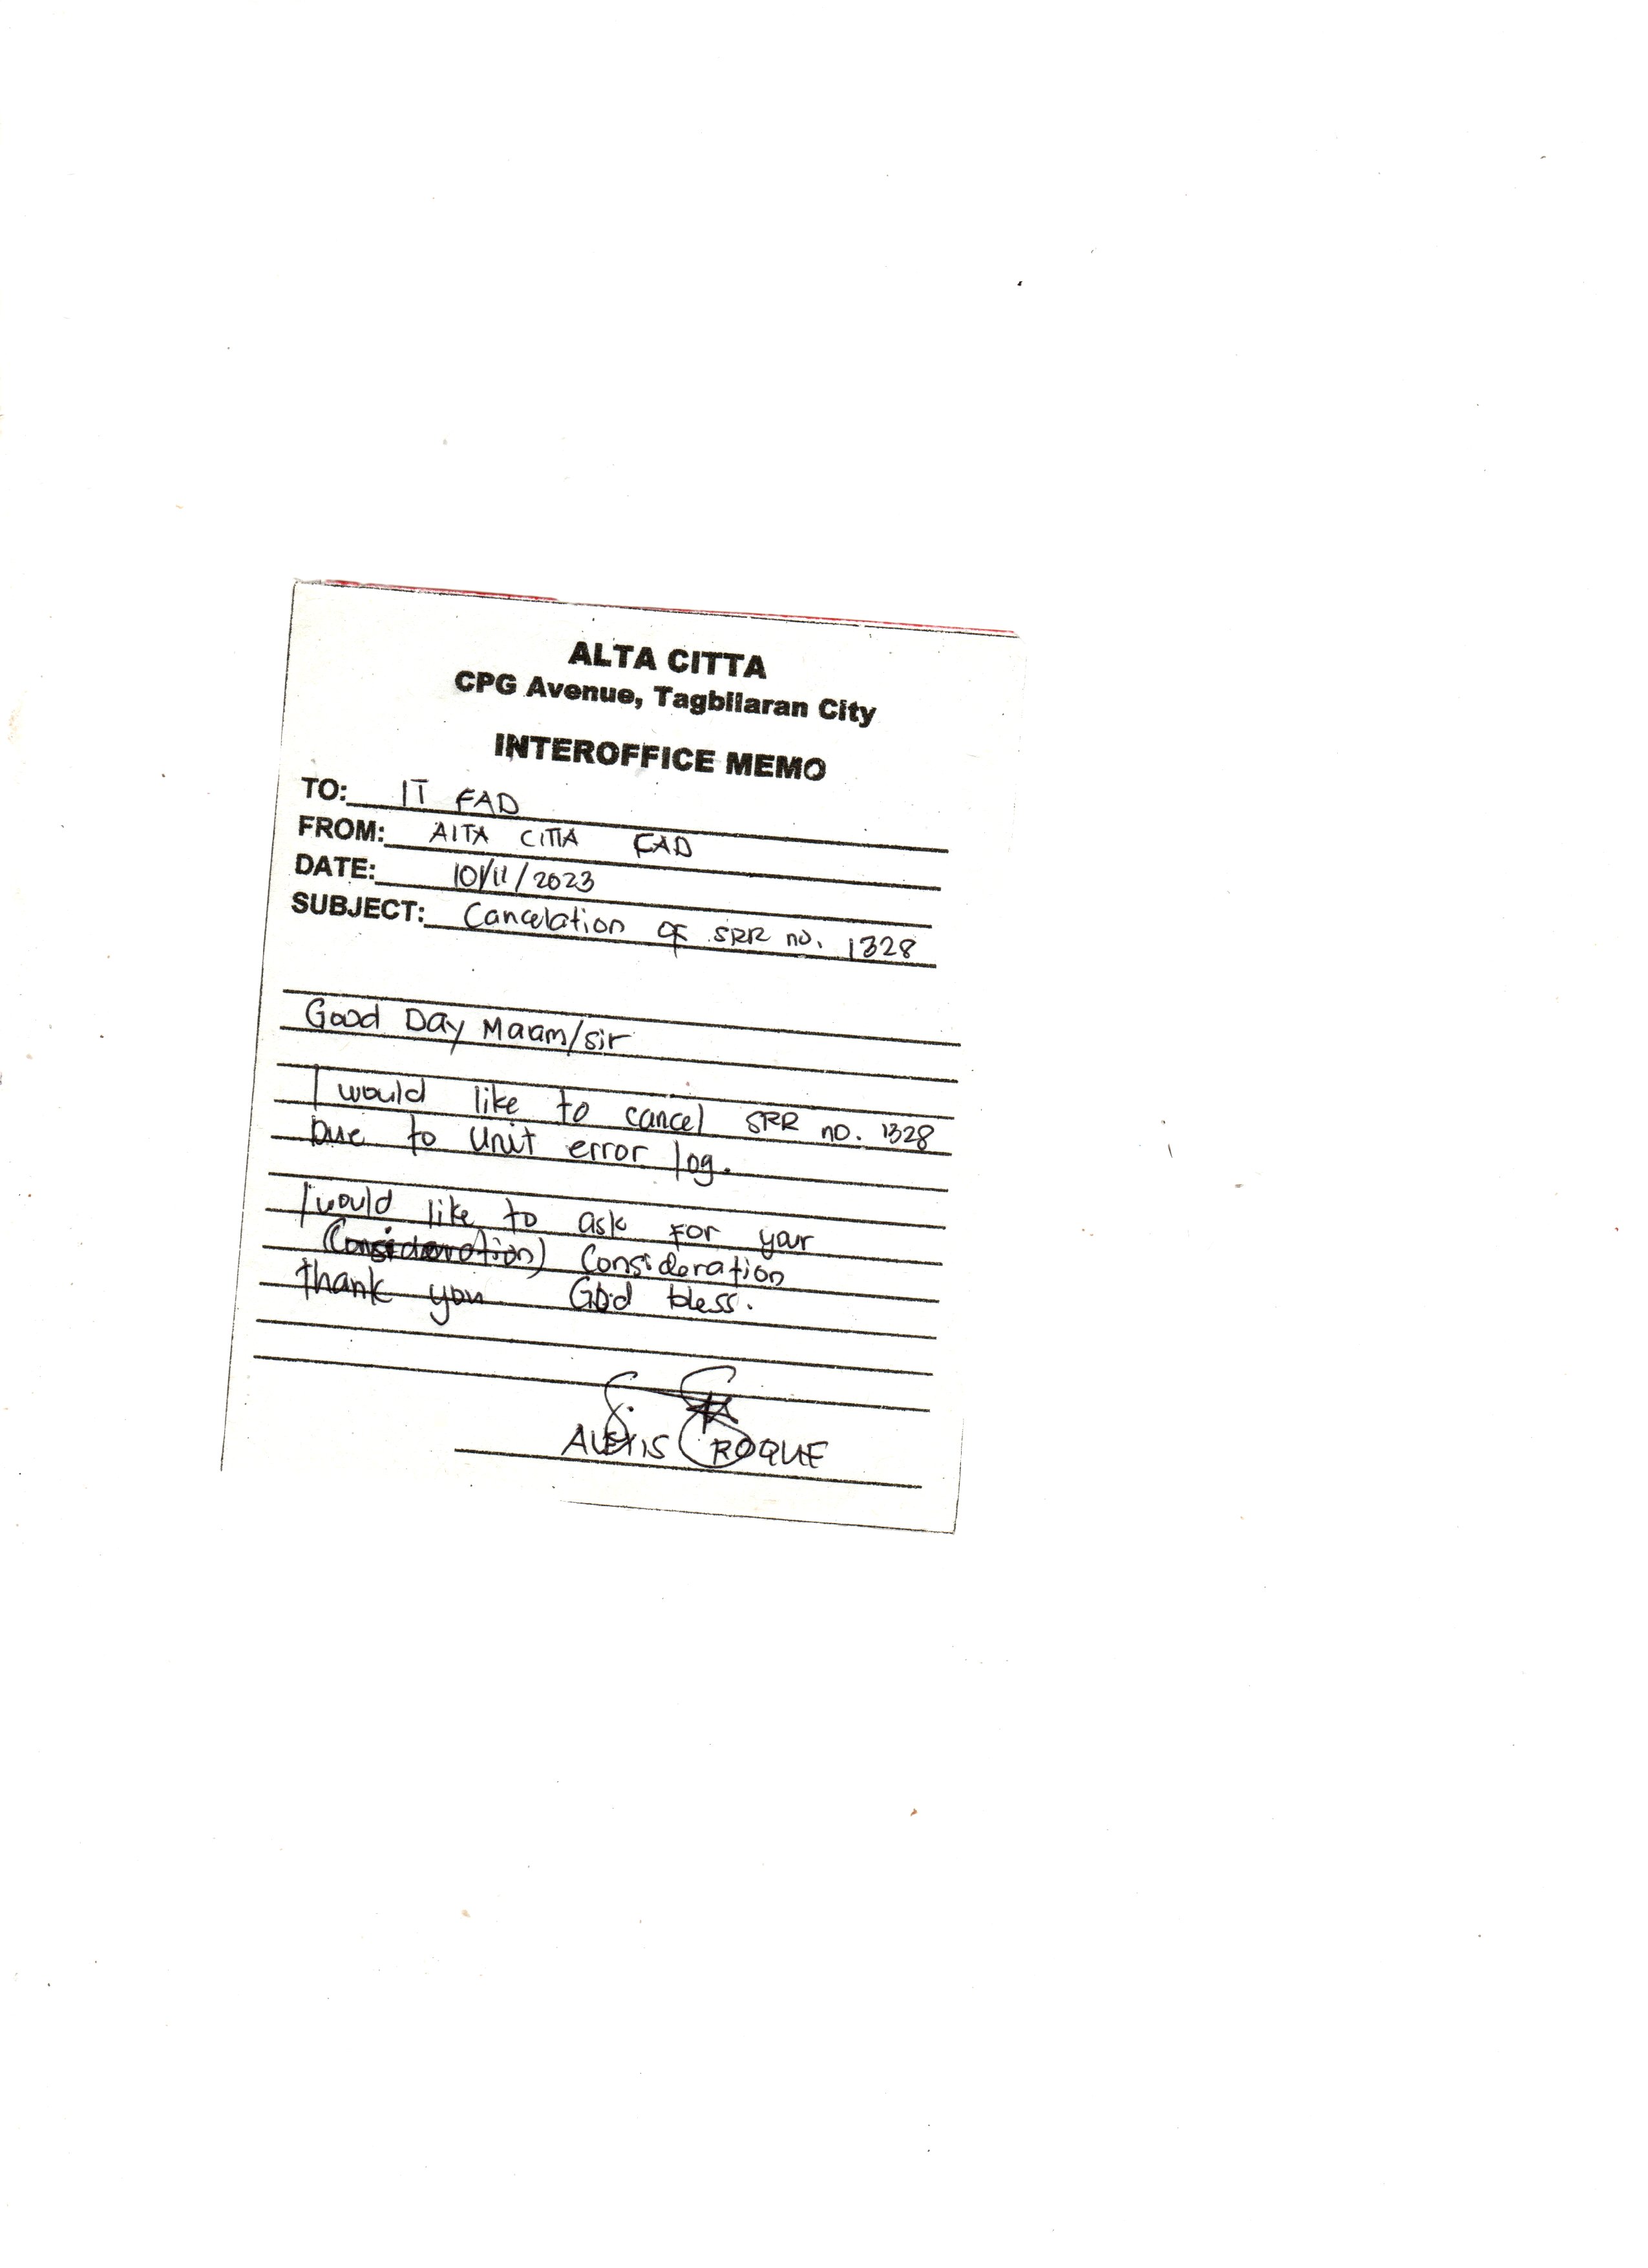 ALTA CITTA
CPG Avenue, Tagbilaran City
INTEROFFICE MEMO
TO: IT FAD
FROM: AlTA CITTA FAD
DATE: 10/11/2023
SUBJECT: Cancelation OF SRR no. 1328
Good Day Maam/sir
I would like to cancel SRR no. 1328
Due to Unit error log.
I would like to ask For your
(Consideration) Consideration
thank you God bless.
ALEXIS ROQUE